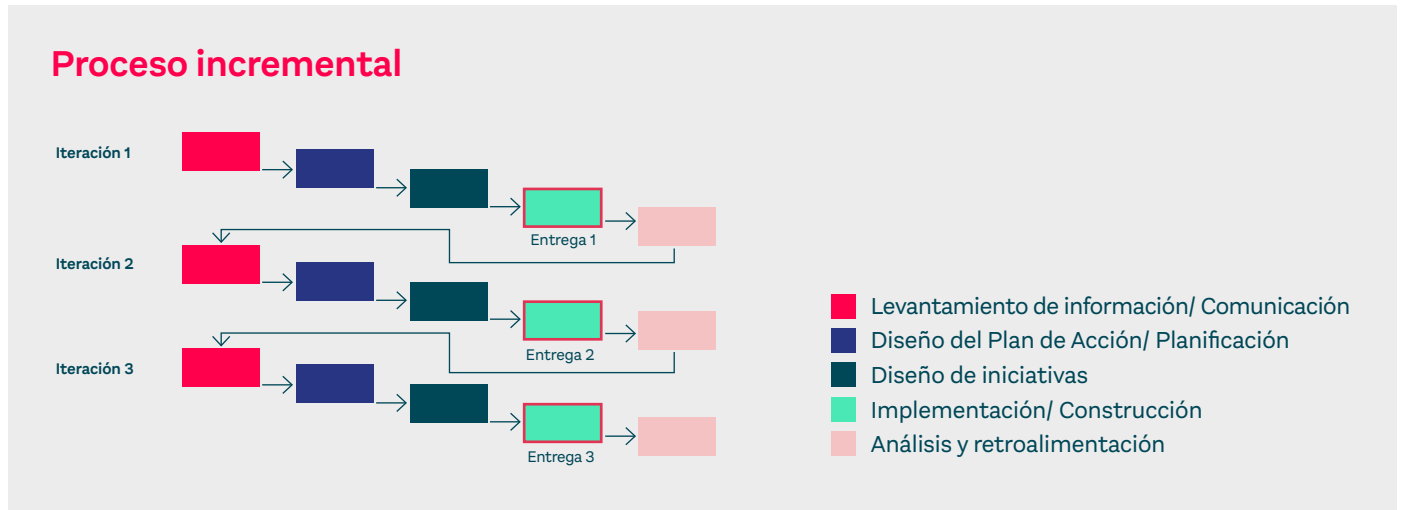 Proceso incremental
Iteración 1
Entrega 1
Iteración 2
Entrega 2
Iteración 3
Entrega 3
Levantamiento de información/ Comunicación
Diseño del Plan de Acción/ Planificación
Diseño de iniciativas
Implementación/ Construcción
Análisis y retroalimentación